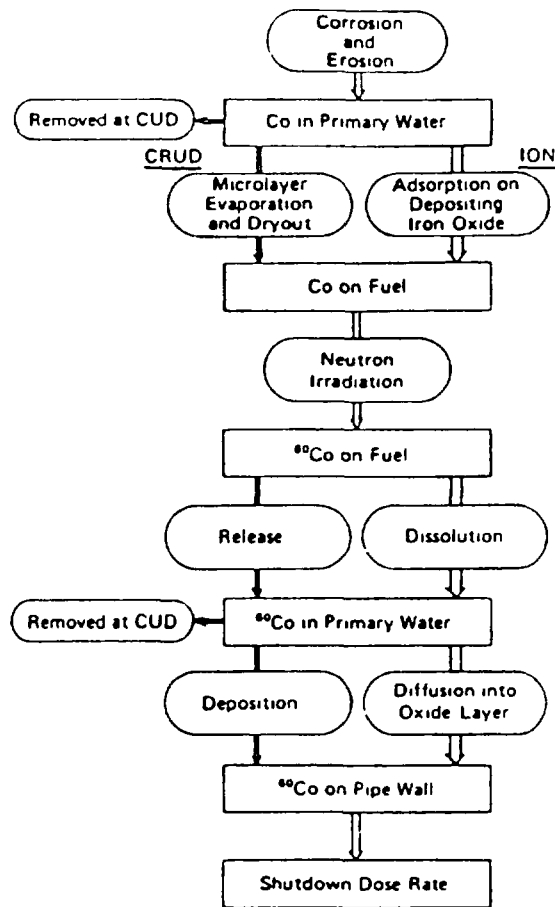 Corrosion
and
Erosion
Removed at CUD
Co in Primary Water
CRUD
ION
Microlayer
Evaporation
and Dryout
Adsorption on
Depositing
Iron Oxide
Co on Fuel
Neutron
Irradiation
⁶⁰Co on Fuel
Release
Dissolution
Removed at CUD
⁶⁰Co in Primary Water
Deposition
Diffusion into
Oxide Layer
⁶⁰Co on Pipe Wall
Shutdown Dose Rate